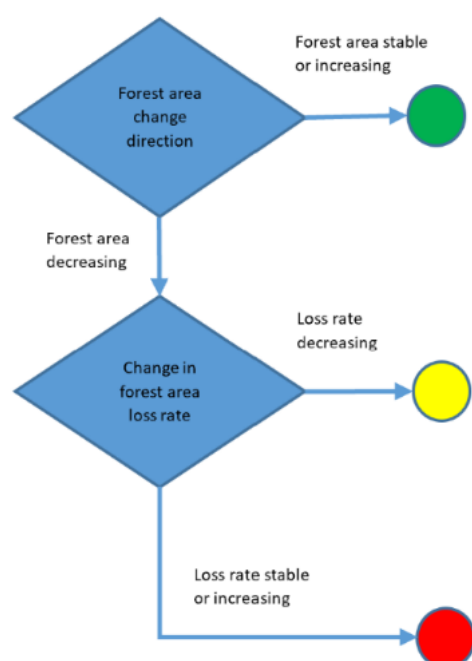 Forest area stable
or increasing
Forest area
change
direction
Forest area
decreasing
Loss rate
decreasing
Change in
forest area
loss rate
Loss rate stable
or increasing